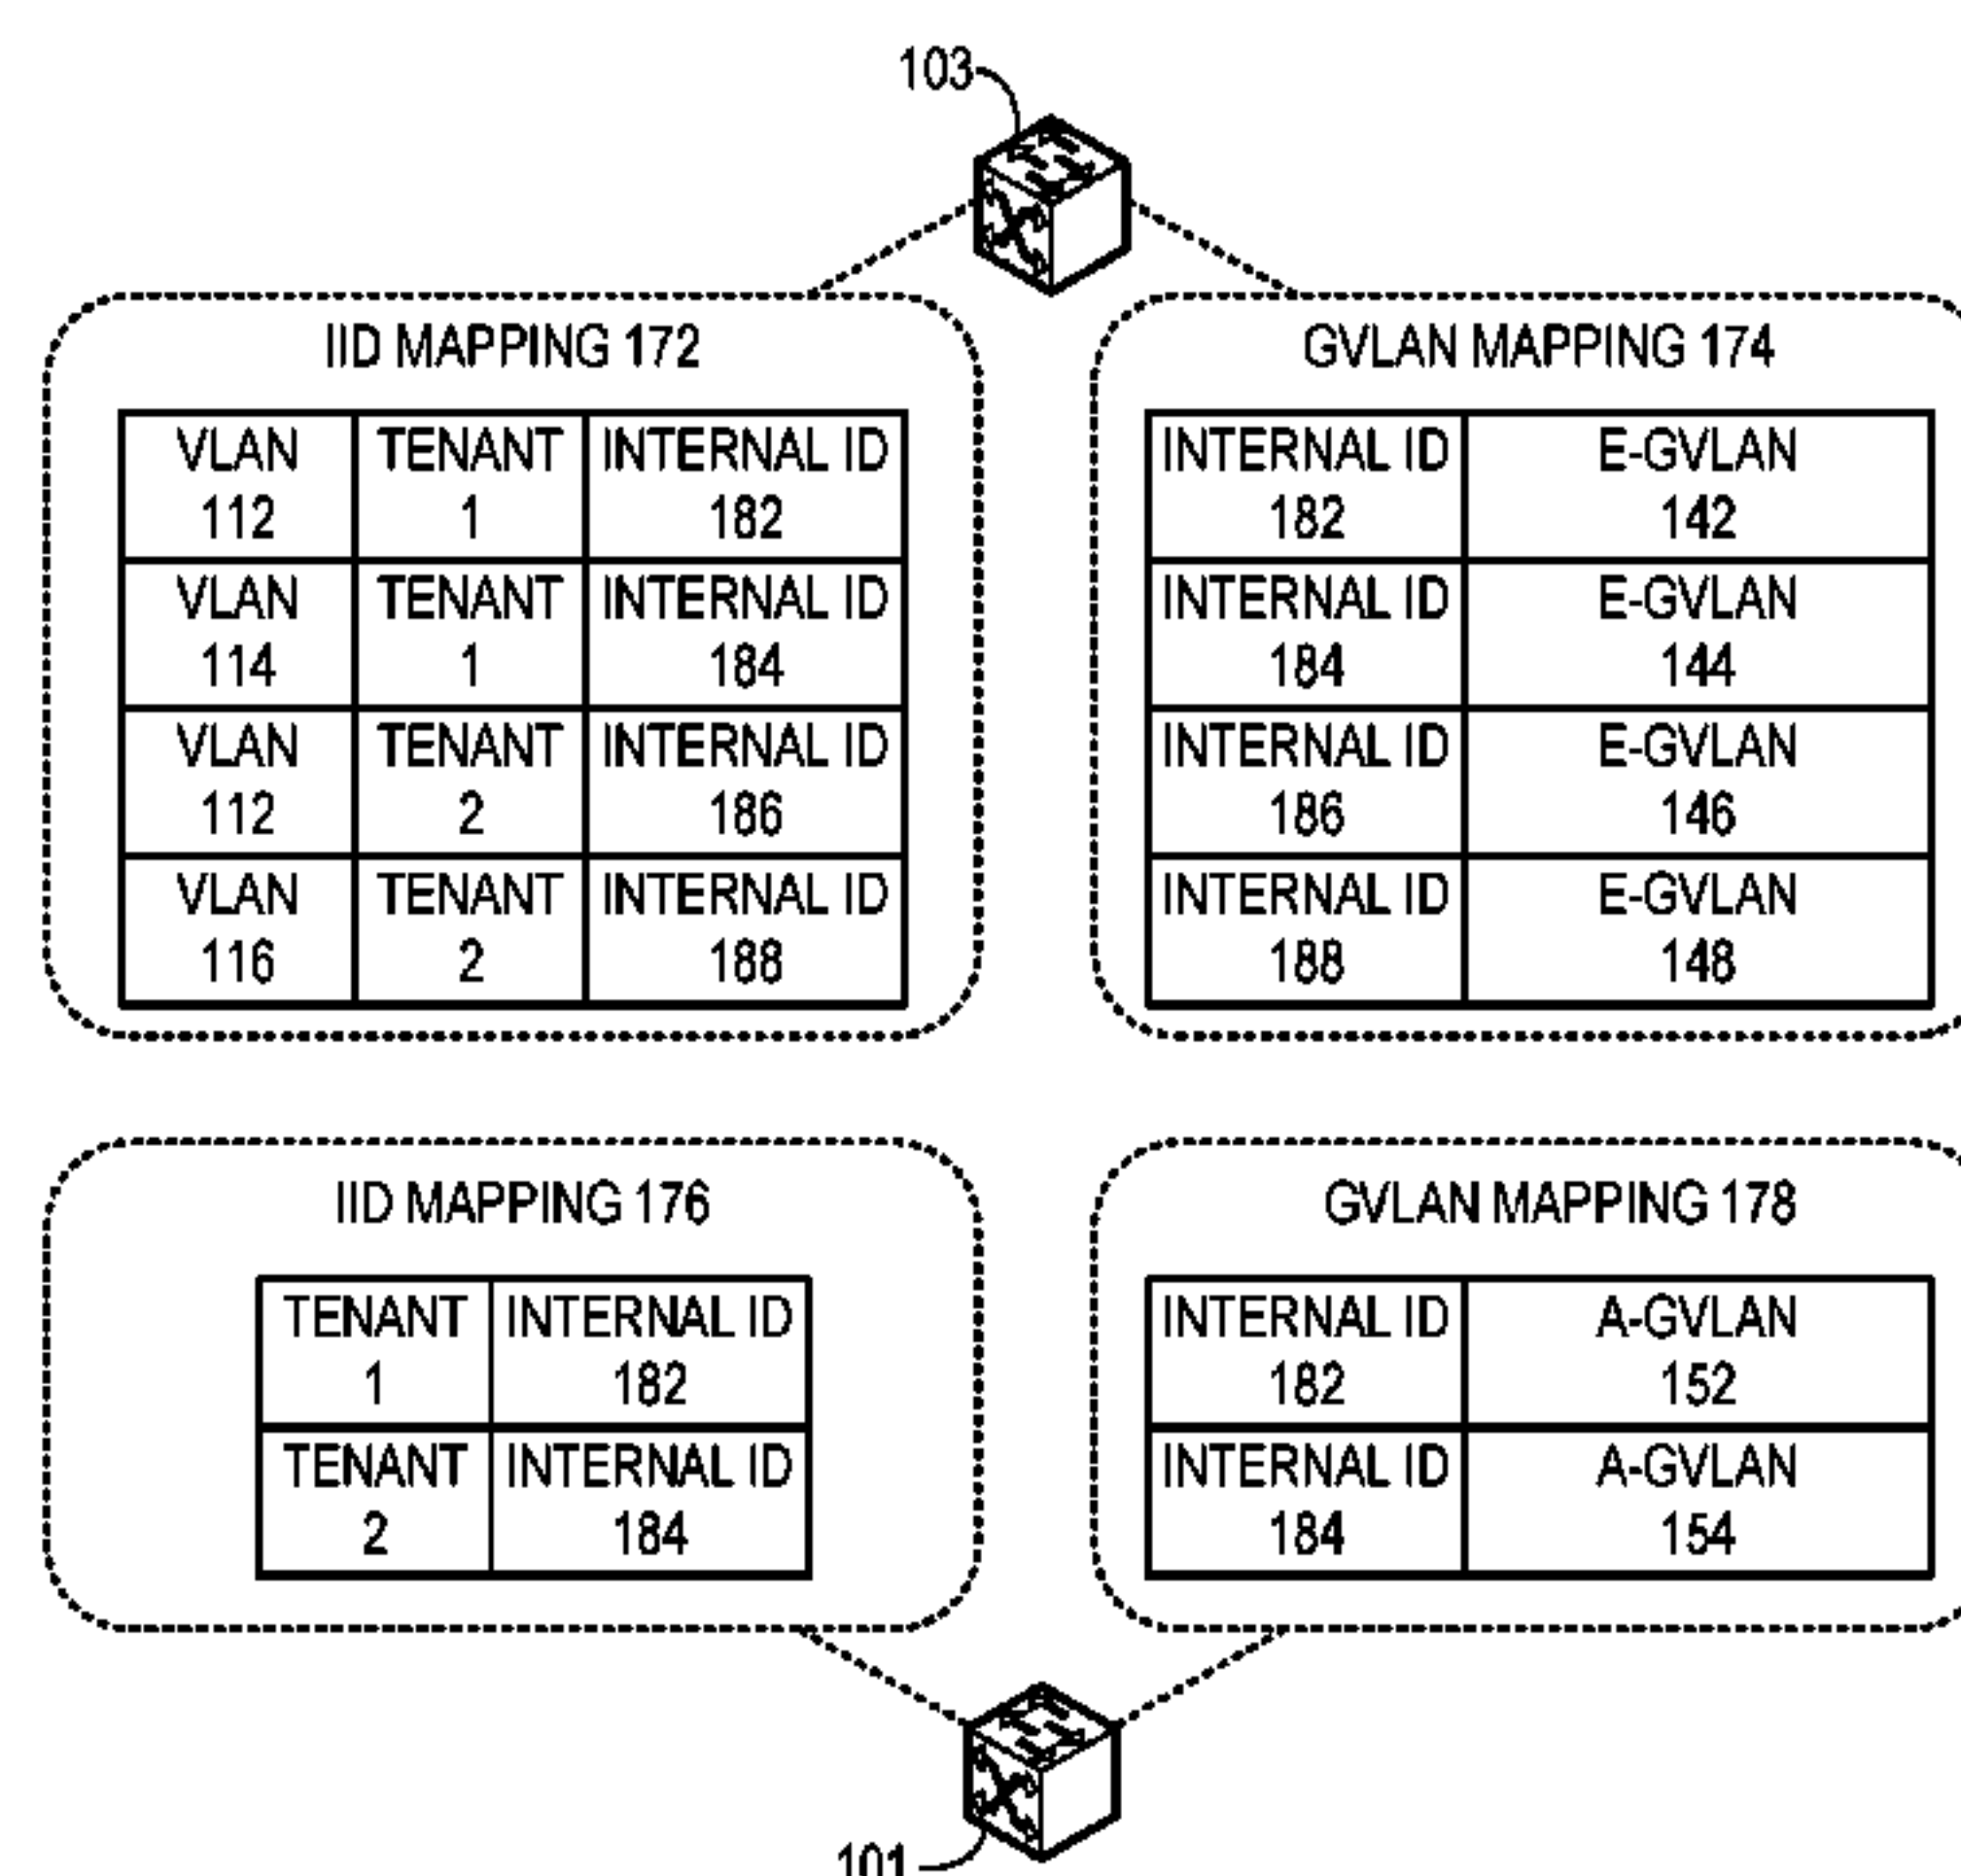 103
IID MAPPING 172
VLAN 112 TENANT 1 INTERNAL ID 182
VLAN 114 TENANT 1 INTERNAL ID 184
VLAN 112 TENANT 2 INTERNAL ID 186
VLAN 116 TENANT 2 INTERNAL ID 188
GVLAN MAPPING 174
INTERNAL ID 182 E-GVLAN 142
INTERNAL ID 184 E-GVLAN 144
INTERNAL ID 186 E-GVLAN 146
INTERNAL ID 188 E-GVLAN 148
IID MAPPING 176
TENANT 1 INTERNAL ID 182
TENANT 2 INTERNAL ID 184
GVLAN MAPPING 178
INTERNAL ID 182 A-GVLAN 152
INTERNAL ID 184 A-GVLAN 154
101